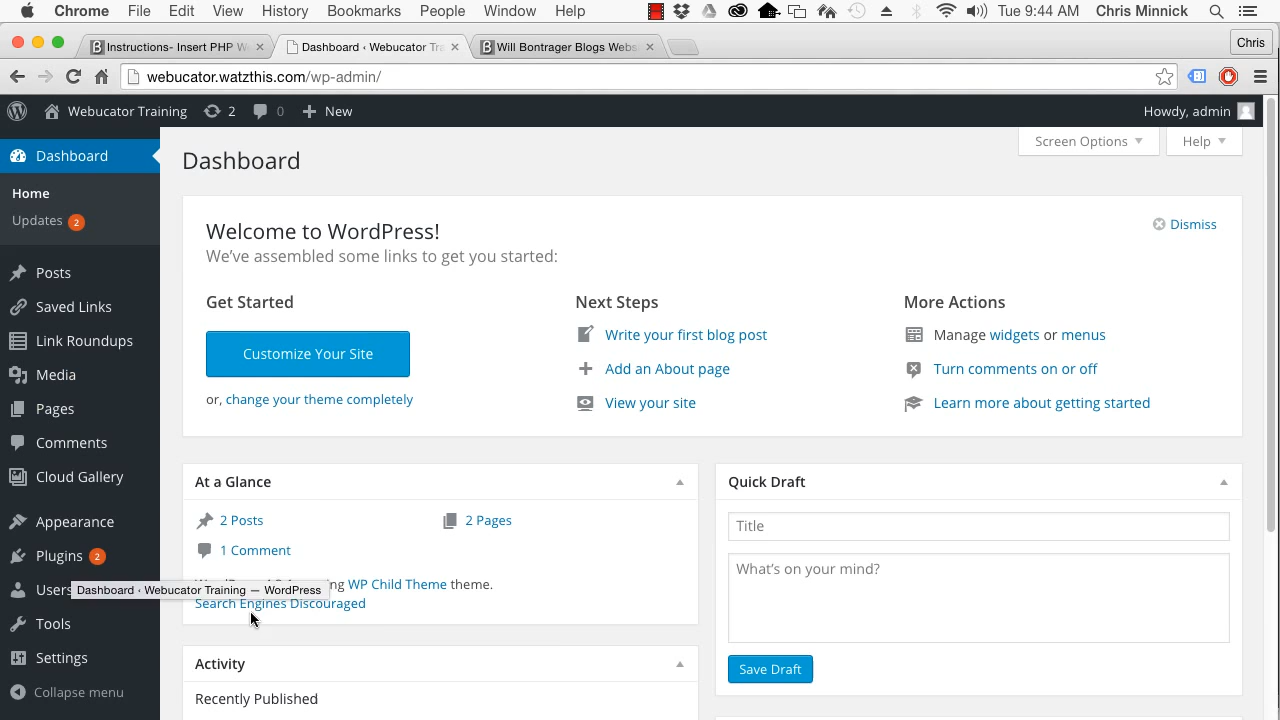 Chrome File Edit View History Bookmarks People Window Help Tue 9:44 AM Chris Minnick
Instructions- Insert PHP Dashboard ‹ Webucator Tra Will Bontrager Blogs Webs Chris
webucator.watzthis.com/wp-admin/
Webucator Training 2 0 New Howdy, admin
Dashboard
Home
Updates 2
Posts
Saved Links
Link Roundups
Media
Pages
Comments
Cloud Gallery
Appearance
Plugins 2
Users
Tools
Settings
Collapse menu
Dashboard ‹ Webucator Training — WordPress
Screen Options Help
Dashboard
Welcome to WordPress!
Dismiss
We've assembled some links to get you started:
Get Started
Customize Your Site
or, change your theme completely
Next Steps
Write your first blog post
Add an About page
View your site
More Actions
Manage widgets or menus
Turn comments on or off
Learn more about getting started
At a Glance
2 Posts 2 Pages
1 Comment
WP Child Theme theme.
Search Engines Discouraged
Activity
Recently Published
Quick Draft
Title
What's on your mind?
Save Draft